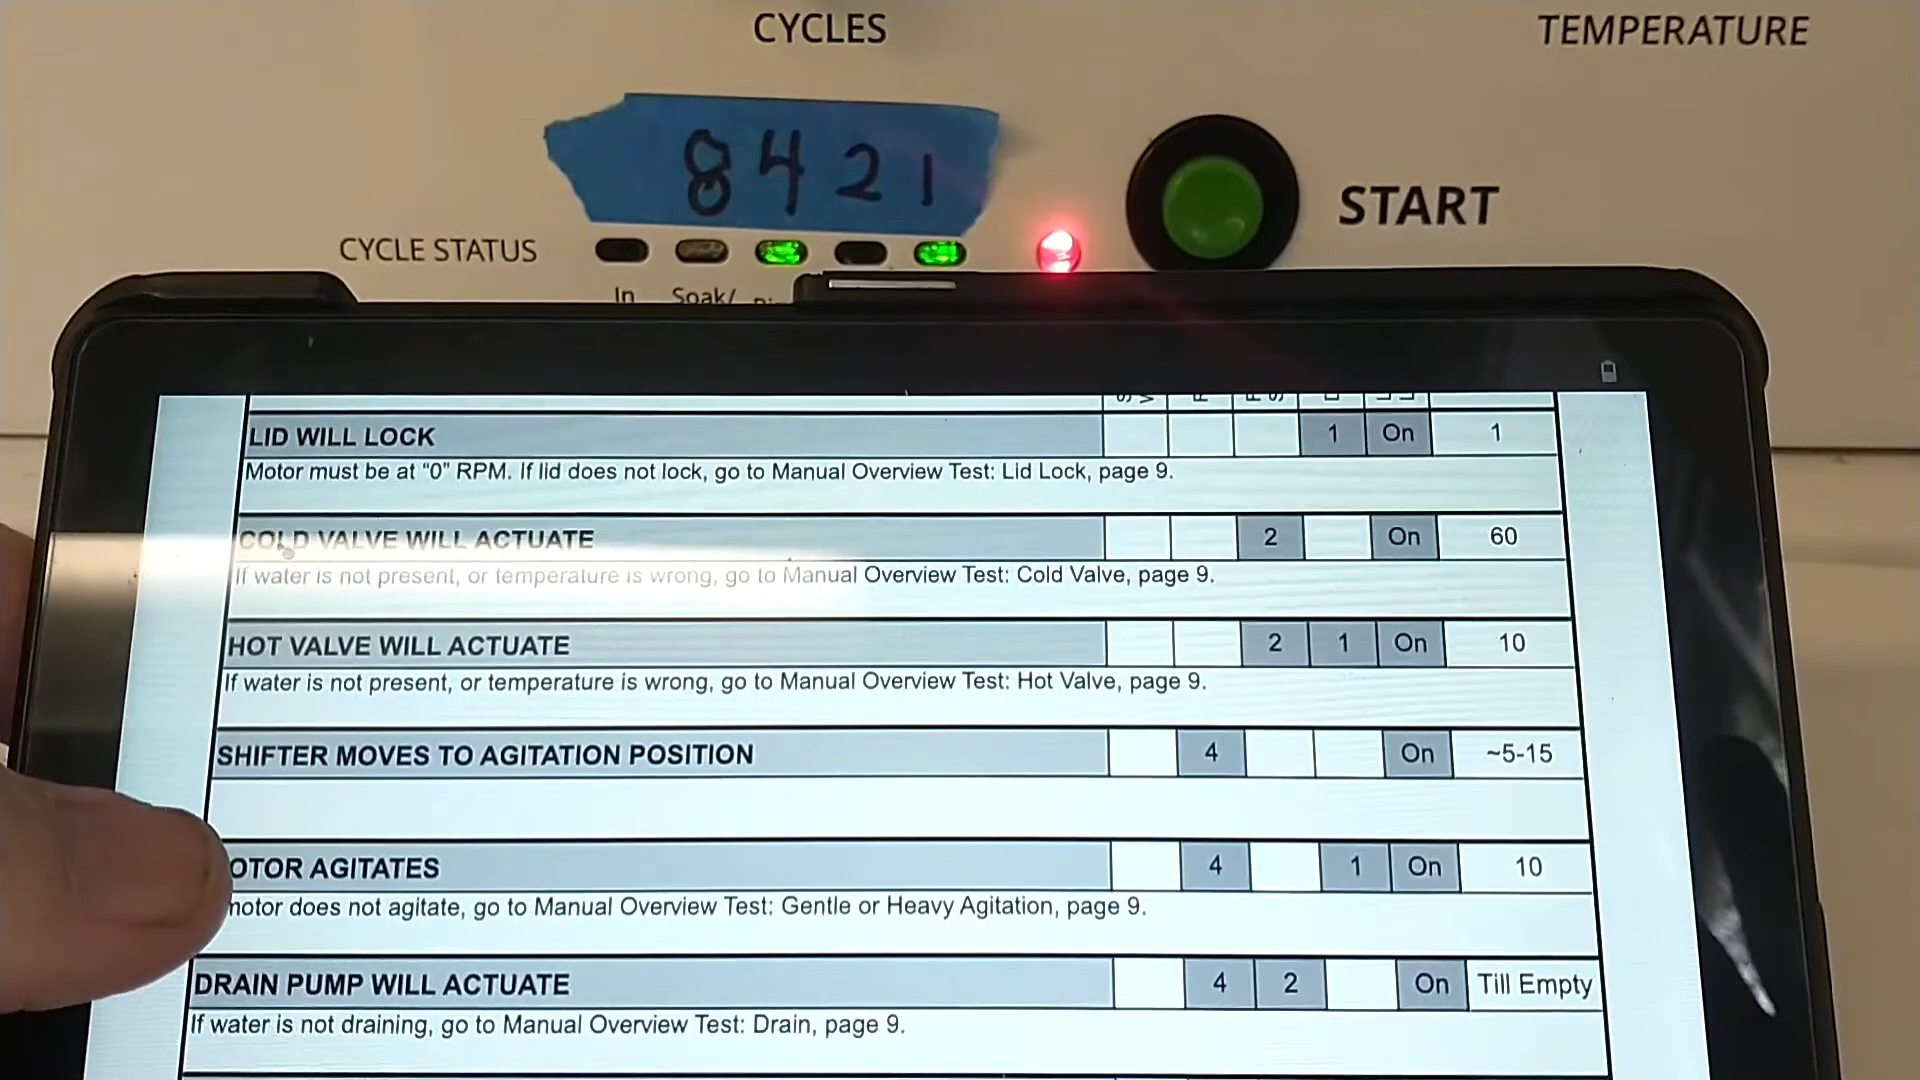 CYCLES
TEMPERATURE
8421
START
CYCLE STATUS
In Soak/
LID WILL LOCK 1 On 1
Motor must be at “0” RPM. If lid does not lock, go to Manual Overview Test: Lid Lock, page 9.
COLD VALVE WILL ACTUATE 2 On 60
If water is not present, or temperature is wrong, go to Manual Overview Test: Cold Valve, page 9.
HOT VALVE WILL ACTUATE 2 1 On 10
If water is not present, or temperature is wrong, go to Manual Overview Test: Hot Valve, page 9.
SHIFTER MOVES TO AGITATION POSITION 4 On ~5-15
OTOR AGITATES 4 1 On 10
motor does not agitate, go to Manual Overview Test: Gentle or Heavy Agitation, page 9.
DRAIN PUMP WILL ACTUATE 4 2 On Till Empty
If water is not draining, go to Manual Overview Test: Drain, page 9.